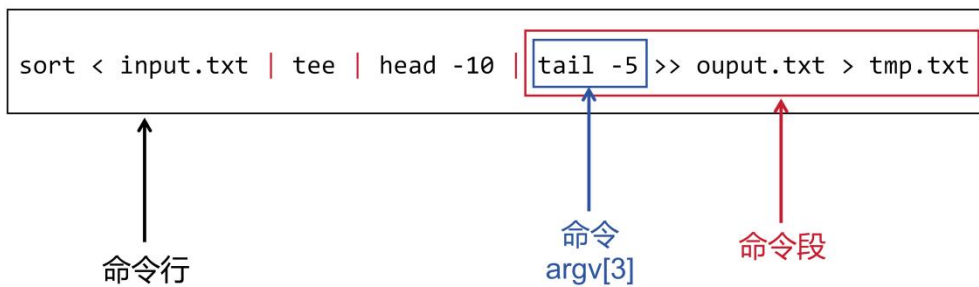 sort < input.txt | tee | head -10 | tail -5 >> ouput.txt > tmp.txt
命令行
命令
argv[3]
命令段